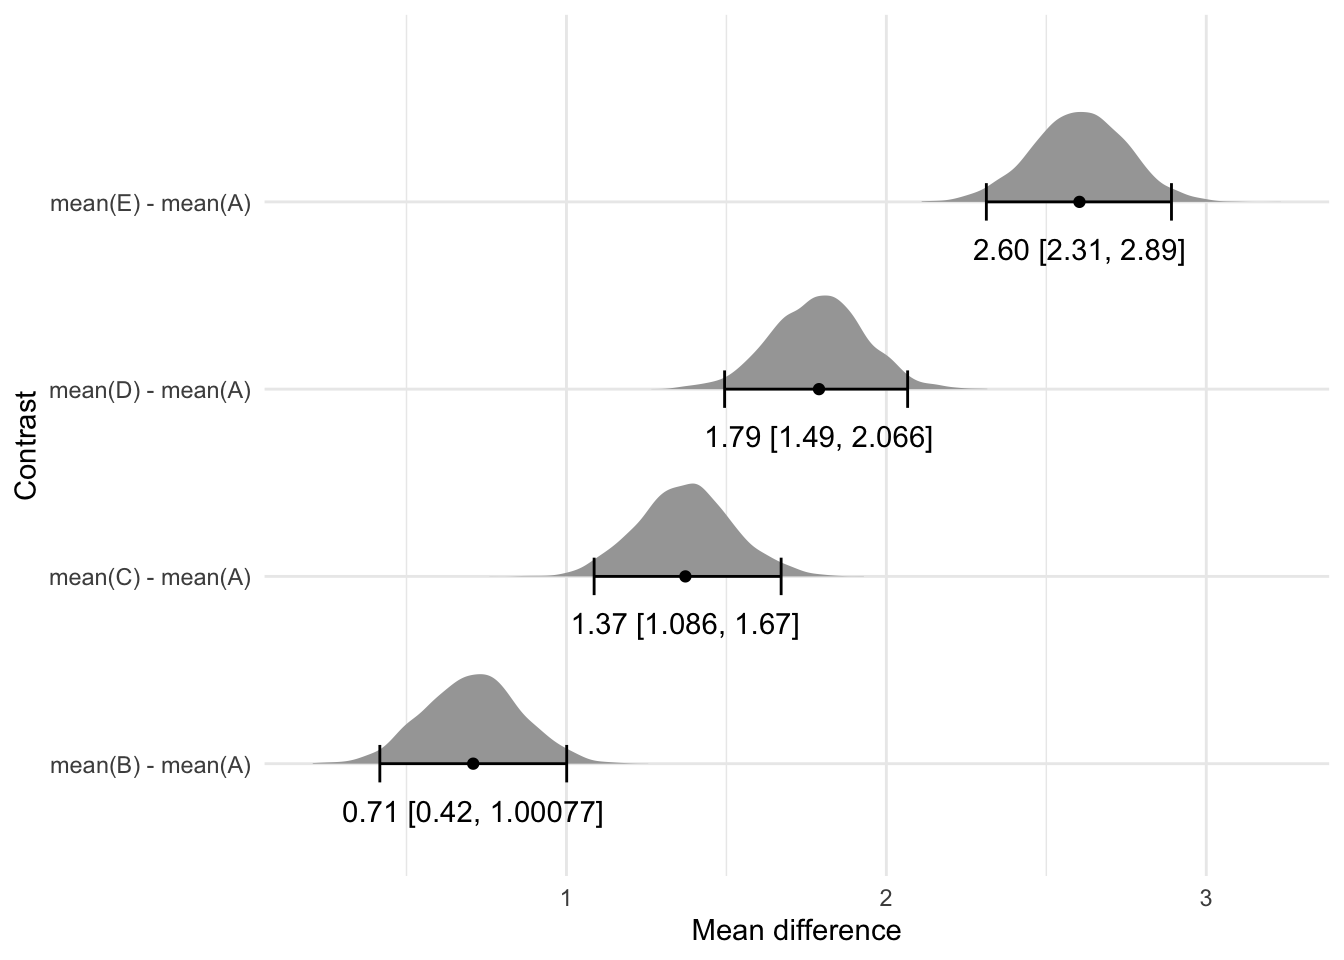 mean(E) - mean(A)
2.60 [2.31, 2.89]
mean(D) - mean(A)
1.79 [1.49, 2.066]
Contrast
mean(C) - mean(A)
1.37 [1.086, 1.67]
mean(B) - mean(A)
0.71 [0.42, 1.00077]
1 2 3
Mean difference